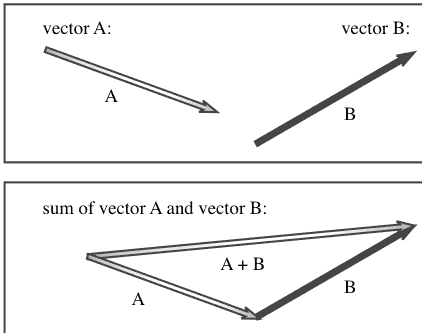 vector A:
vector B:
A
B
sum of vector A and vector B:
A + B
A
B